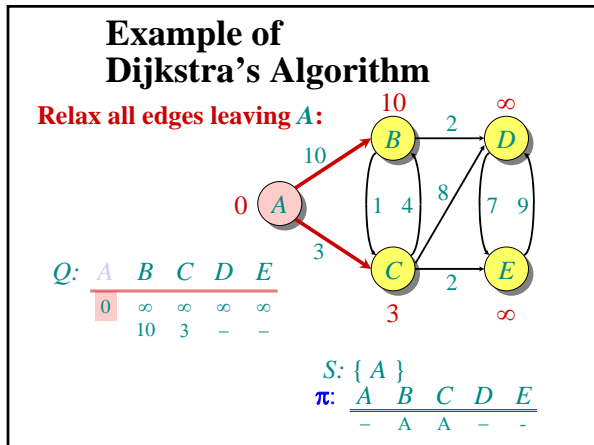 Example of
Dijkstra's Algorithm
Relax all edges leaving A:
10 ∞
B 2 D
10
0 A 1 4 8 7 9
3
C 2 E
3 ∞
Q: A B C D E
0 ∞ ∞ ∞ ∞
10 3 – –
S: { A }
π: A B C D E
– A A – -